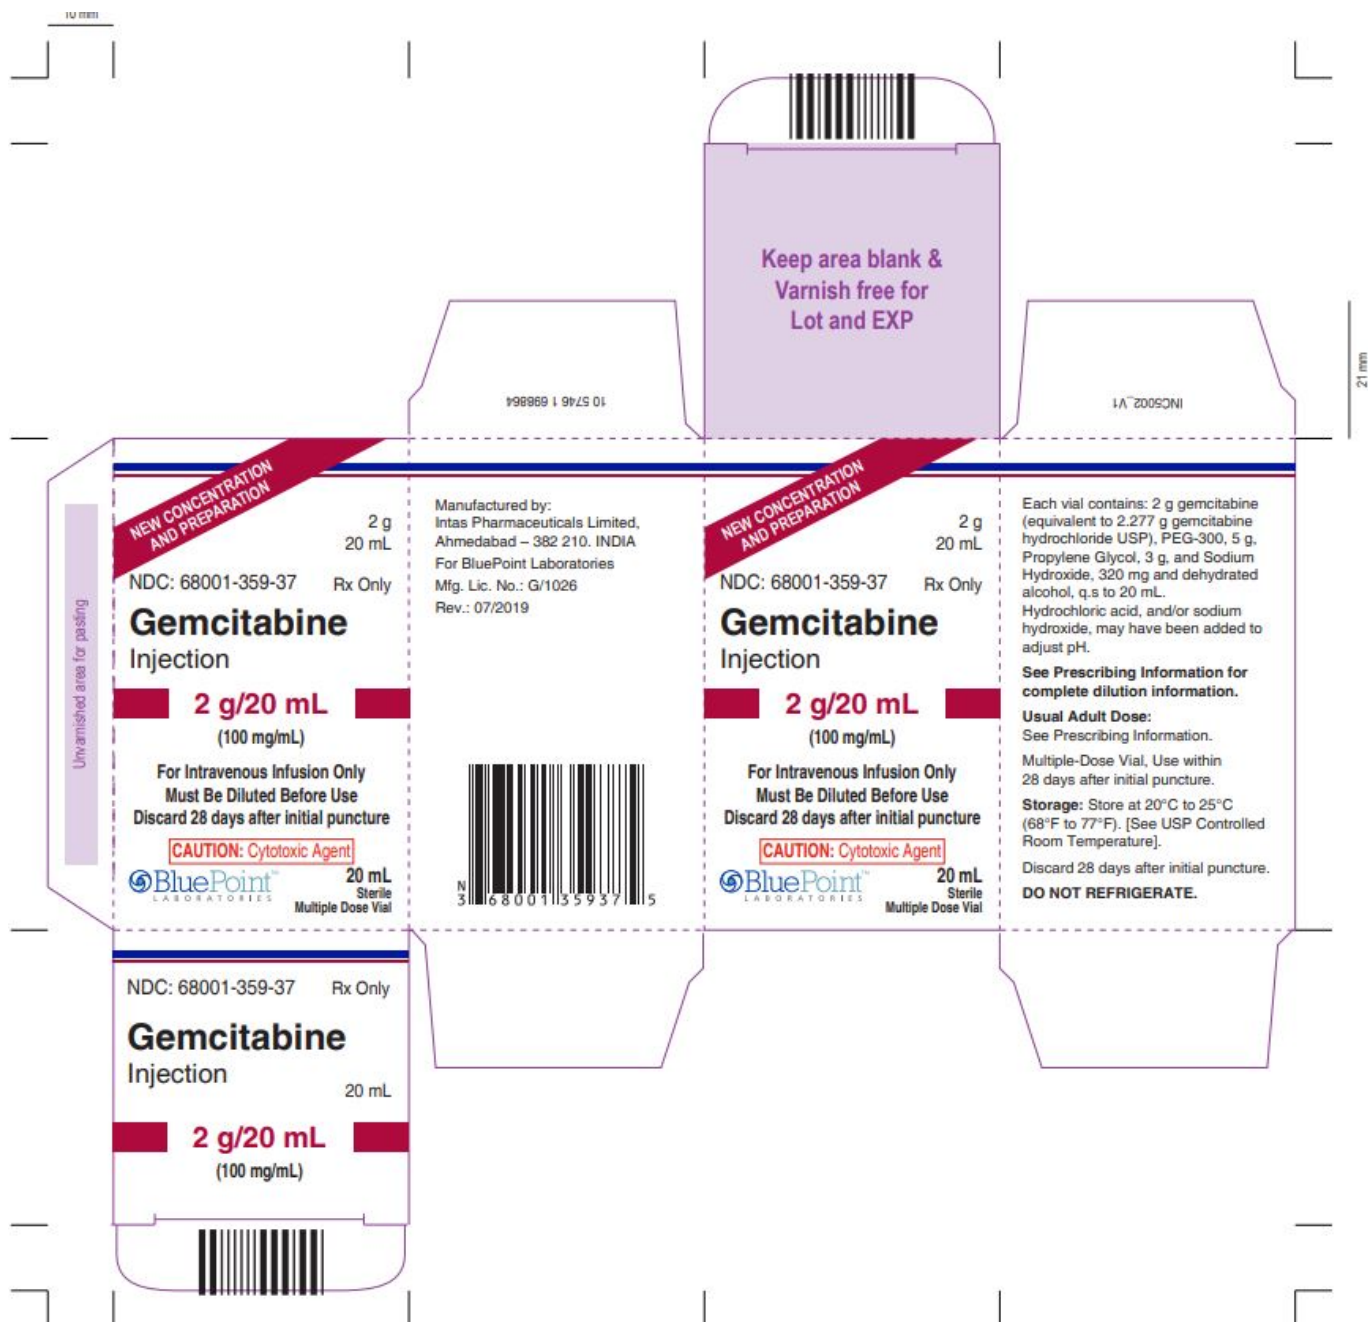 10 mm
Keep area blank &
Varnish free for
Lot and EXP
21 mm
10 5746 1 698864
INC5002_V1
Unvarnished area for pasting
NEW CONCENTRATION
AND PREPARATION
2 g
20 mL
NDC: 68001-359-37 Rx Only
Gemcitabine
Injection
2 g/20 mL
(100 mg/mL)
For Intravenous Infusion Only
Must Be Diluted Before Use
Discard 28 days after initial puncture
CAUTION: Cytotoxic Agent
BluePoint™
LABORATORIES
20 mL
Sterile
Multiple Dose Vial
Manufactured by:
Intas Pharmaceuticals Limited,
Ahmedabad – 382 210. INDIA
For BluePoint Laboratories
Mfg. Lic. No.: G/1026
Rev.: 07/2019
N
3 68001 35937 5
NEW CONCENTRATION
AND PREPARATION
2 g
20 mL
NDC: 68001-359-37 Rx Only
Gemcitabine
Injection
2 g/20 mL
(100 mg/mL)
For Intravenous Infusion Only
Must Be Diluted Before Use
Discard 28 days after initial puncture
CAUTION: Cytotoxic Agent
BluePoint™
LABORATORIES
20 mL
Sterile
Multiple Dose Vial
Each vial contains: 2 g gemcitabine
(equivalent to 2.277 g gemcitabine
hydrochloride USP), PEG-300, 5 g,
Propylene Glycol, 3 g, and Sodium
Hydroxide, 320 mg and dehydrated
alcohol, q.s to 20 mL.
Hydrochloric acid, and/or sodium
hydroxide, may have been added to
adjust pH.
See Prescribing Information for
complete dilution information.
Usual Adult Dose:
See Prescribing Information.
Multiple-Dose Vial, Use within
28 days after initial puncture.
Storage: Store at 20°C to 25°C
(68°F to 77°F). [See USP Controlled
Room Temperature].
Discard 28 days after initial puncture.
DO NOT REFRIGERATE.
NDC: 68001-359-37 Rx Only
Gemcitabine
Injection
20 mL
2 g/20 mL
(100 mg/mL)